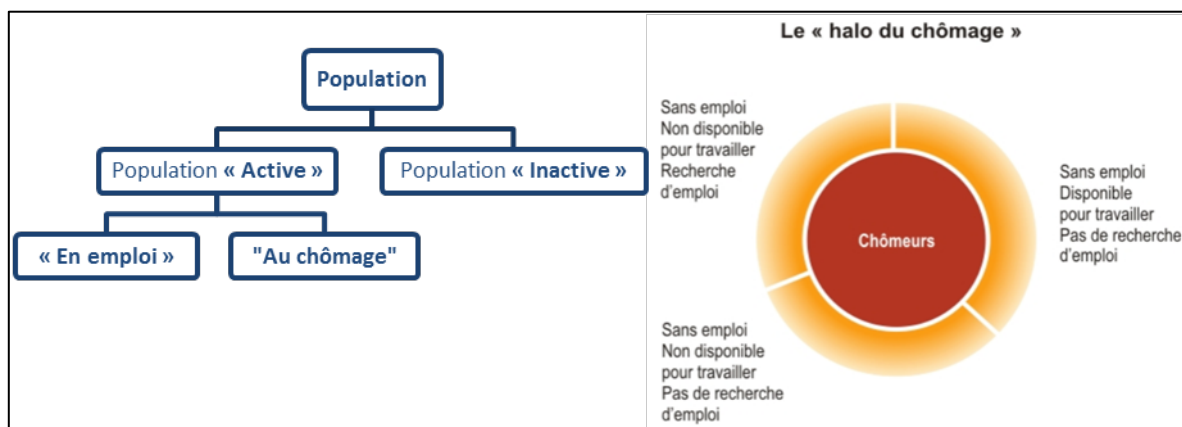 Population
Population « Active »
Population « Inactive »
« En emploi »
"Au chômage"
Le « halo du chômage »
Sans emploi
Non disponible
pour travailler
Recherche
d'emploi
Sans emploi
Disponible
pour travailler
Pas de recherche
d'emploi
Chômeurs
Sans emploi
Non disponible
pour travailler
Pas de recherche
d'emploi